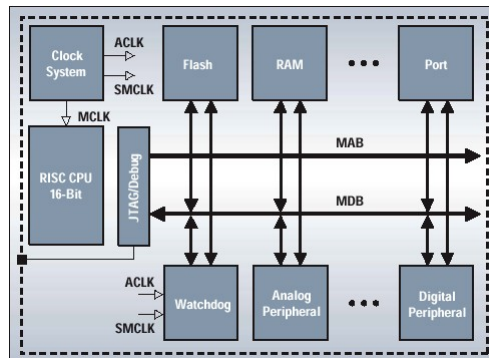 Clock
System
ACLK
SMCLK
MCLK
Flash
RAM
Port
RISC CPU
16-Bit
JTAG/Debug
MAB
MDB
ACLK
SMCLK
Watchdog
Analog
Peripheral
Digital
Peripheral